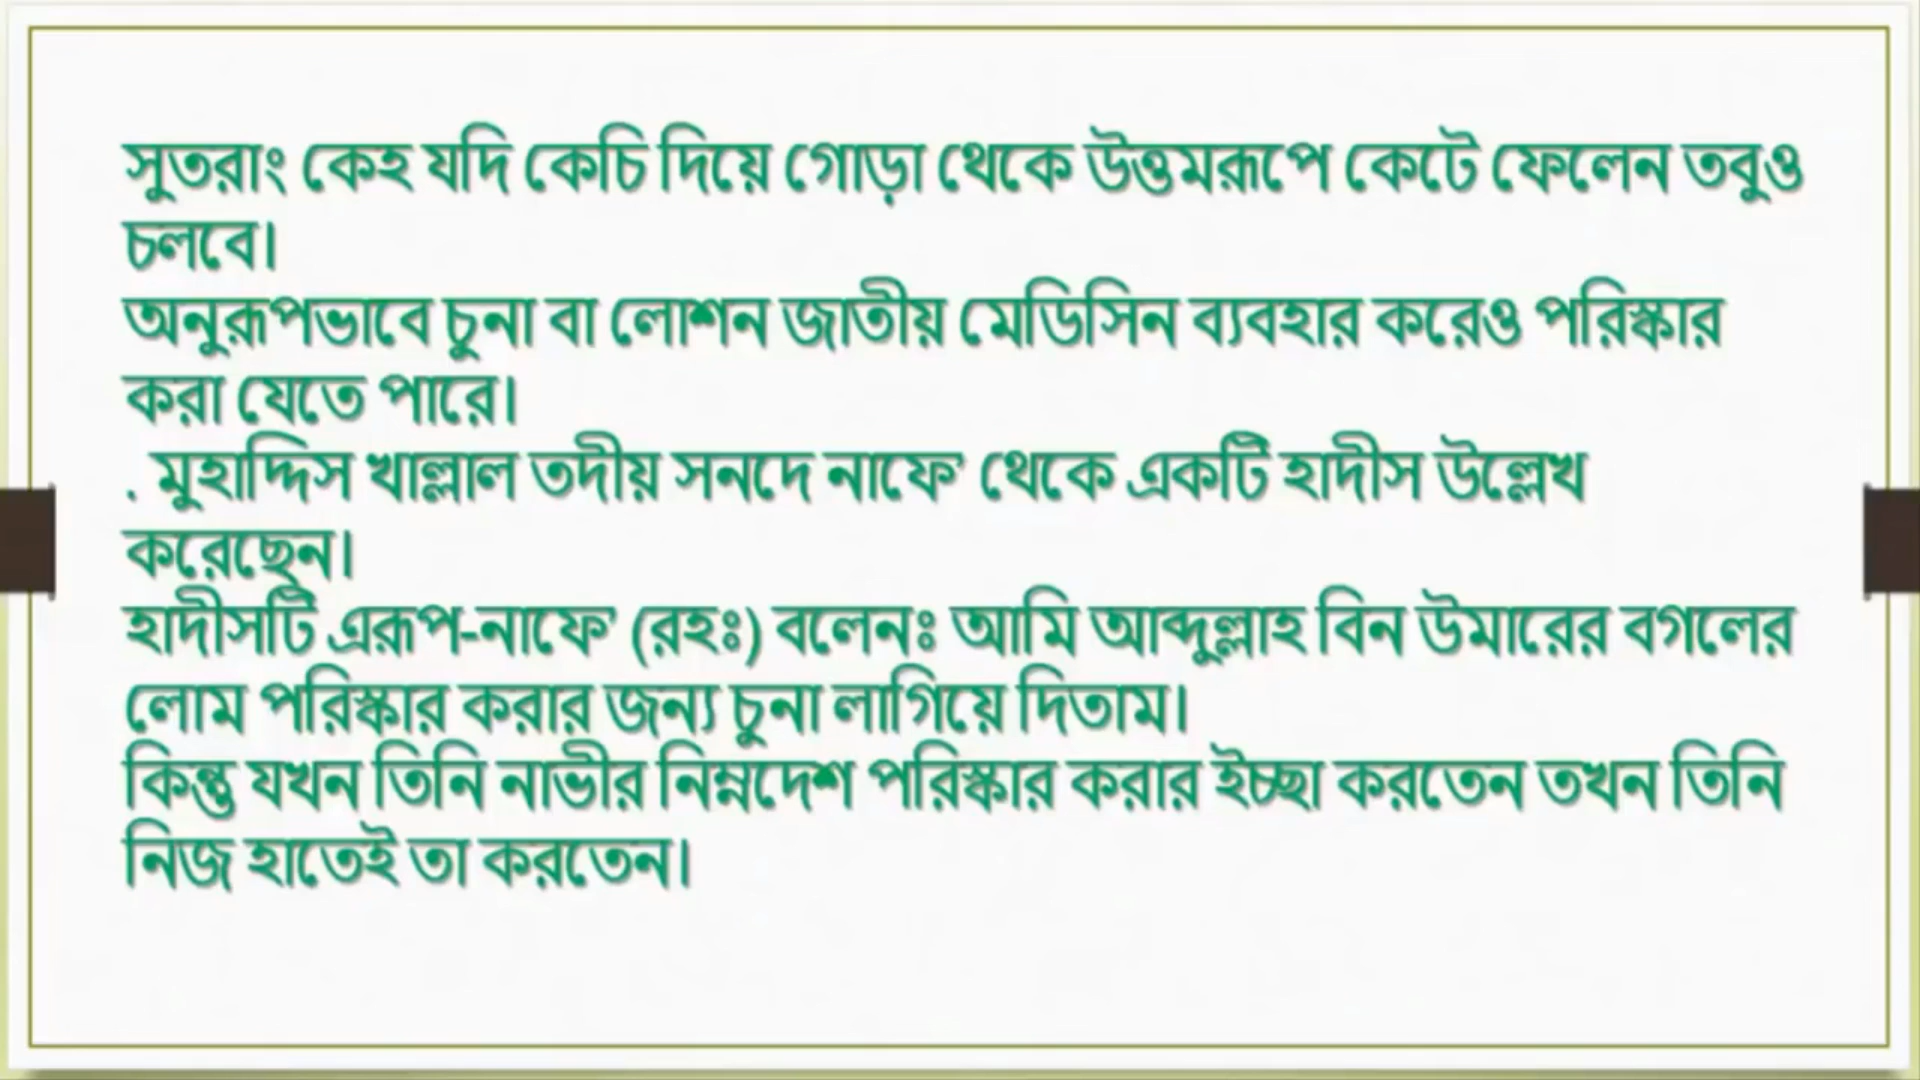 সুতরাং কেহ যদি কেচি দিয়ে গোড়া থেকে উত্তমরূপে কেটে ফেলেন তবুও
চলবে।
অনুরূপভাবে চুনা বা লোশন জাতীয় মেডিসিন ব্যবহার করেও পরিস্কার
করা যেতে পারে।
. মুহাদ্দিস খাল্লাল তদীয় সনদে নাফে’ থেকে একটি হাদীস উল্লেখ
করেছেন।
হাদীসটি এরূপ-নাফে’ (রহঃ) বলেনঃ আমি আব্দুল্লাহ বিন উমারের বগলের
লোম পরিস্কার করার জন্য চুনা লাগিয়ে দিতাম।
কিন্তু যখন তিনি নাভীর নিম্নদেশ পরিস্কার করার ইচ্ছা করতেন তখন তিনি
নিজ হাতেই তা করতেন।